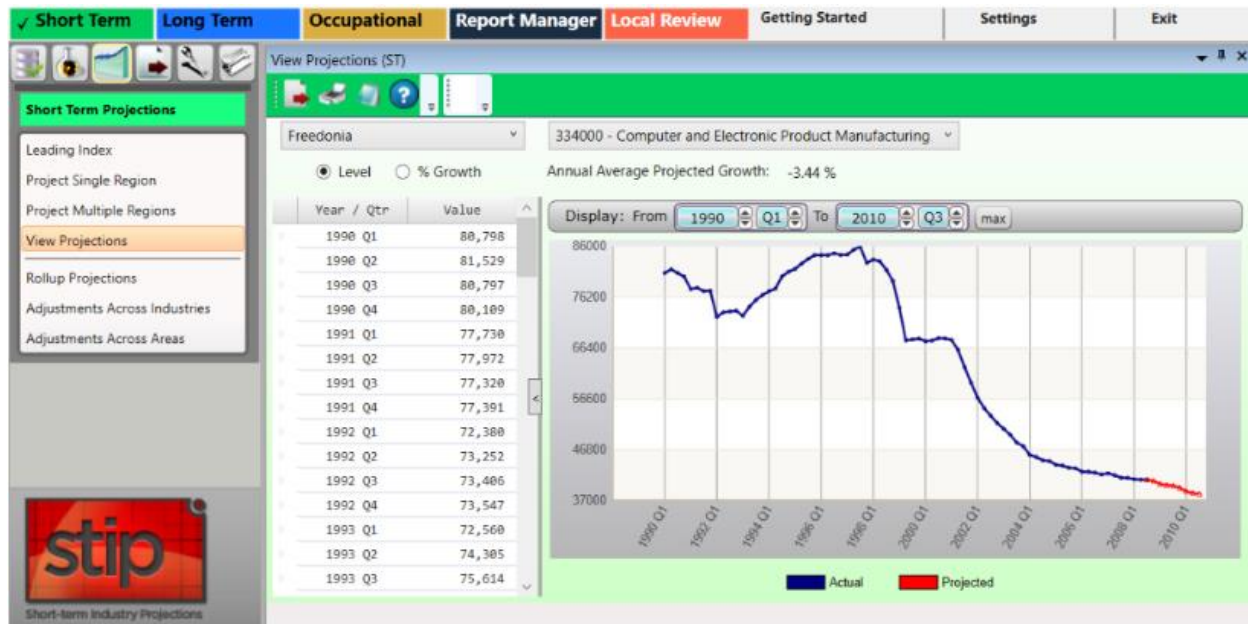 ✓ Short Term Long Term Occupational Report Manager Local Review Getting Started Settings Exit
View Projections (ST)
Short Term Projections
Leading Index
Project Single Region
Project Multiple Regions
View Projections
Rollup Projections
Adjustments Across Industries
Adjustments Across Areas
stip
Short-term Industry Projections
Freedonia 334000 - Computer and Electronic Product Manufacturing
Level % Growth Annual Average Projected Growth: -3.44 %
Year / Qtr Value
1990 Q1 80,798
1990 Q2 81,529
1990 Q3 80,797
1990 Q4 80,109
1991 Q1 77,730
1991 Q2 77,972
1991 Q3 77,320
1991 Q4 77,391
1992 Q1 72,380
1992 Q2 73,252
1992 Q3 73,406
1992 Q4 73,547
1993 Q1 72,560
1993 Q2 74,305
1993 Q3 75,614
<
Display: From 1990 Q1 To 2010 Q3 max
86000
76200
66400
56600
46800
37000
1990 Q1 1992 Q1 1994 Q1 1996 Q1 1998 Q1 2000 Q1 2002 Q1 2004 Q1 2006 Q1 2008 Q1 2010 Q1
Actual Projected